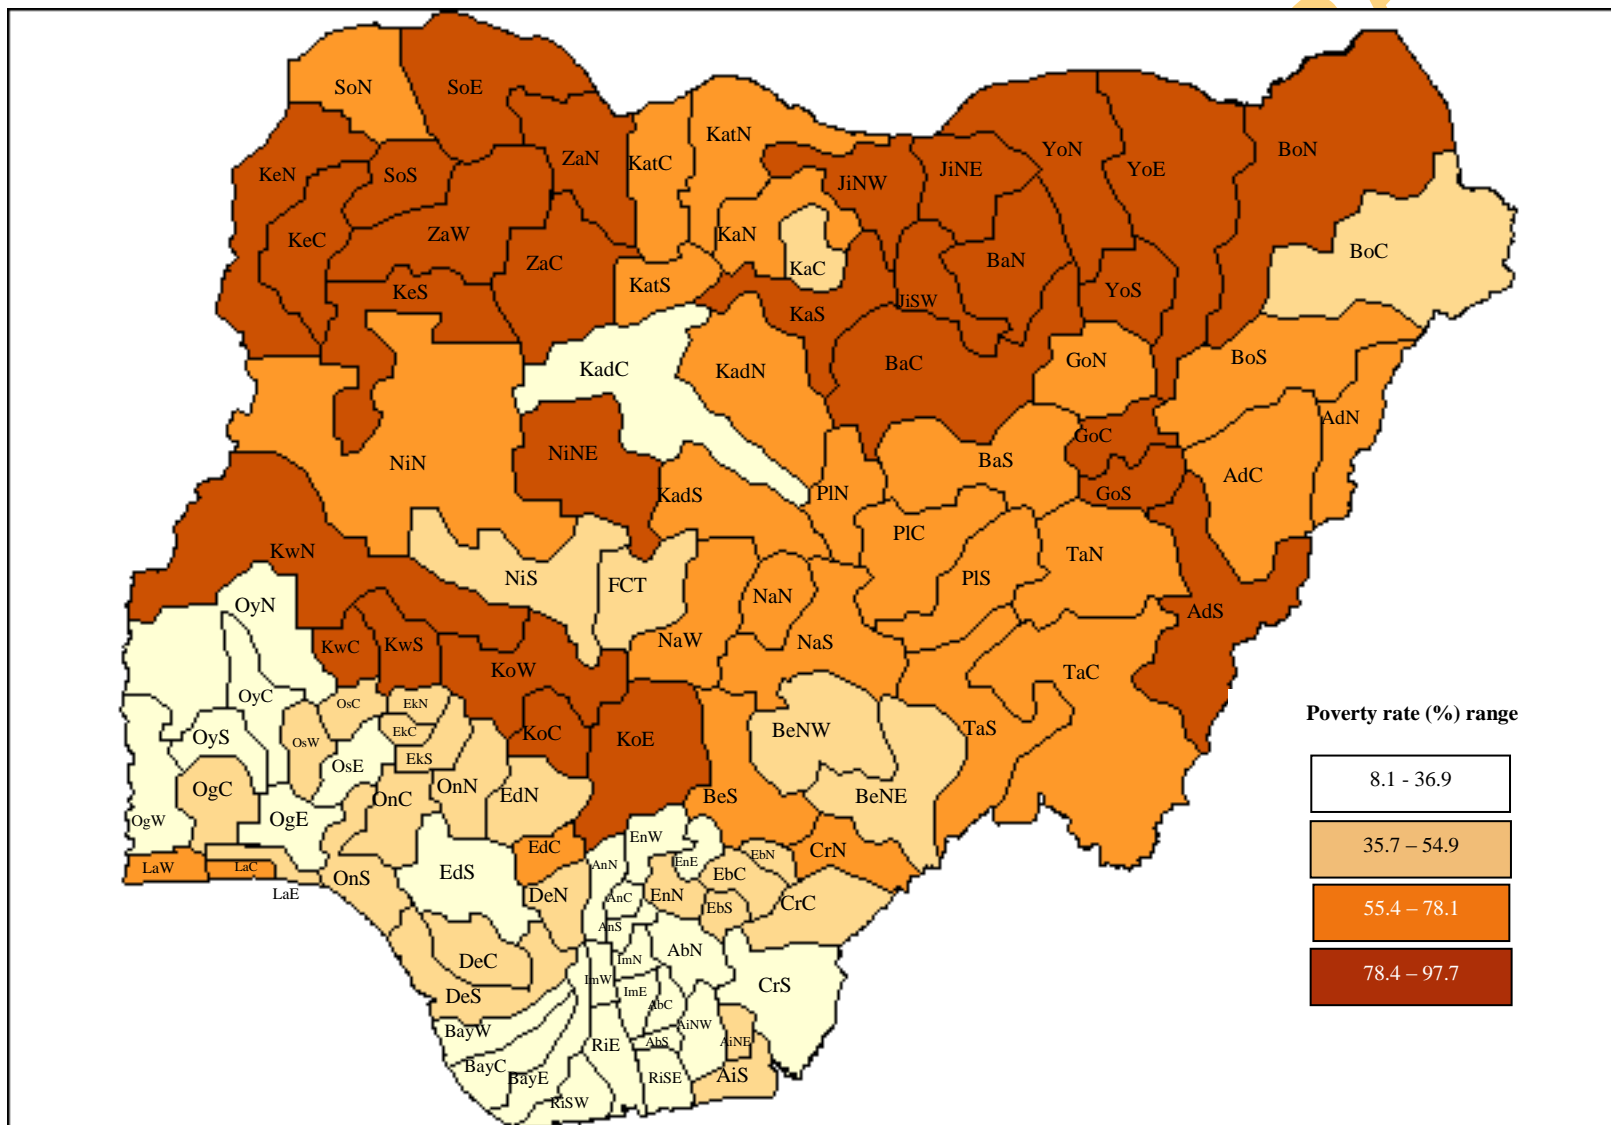 SoN
SoE
KatN
ZaN
KatC
KeN
SoS
JiNW
JiNE
YoN
YoE
BoN
KeC
ZaW
KaN
ZaC
KaC
BaN
BoC
KeS
KatS
JiSW
YoS
KaS
KadC
KadN
BaC
GoN
BoS
AdN
NiN
NiNE
GoC
BaS
AdC
KadS
PlN
GoS
KwN
PlC
TaN
NiS
FCT
PlS
OyN
NaN
AdS
KwC
KwS
NaW
NaS
KoW
TaC
OyC
OsC
EkN
OyS
OsW
EkC
KoC
KoE
BeNW
TaS
OsE
EkS
OgC
OnC
OnN
EdN
BeS
BeNE
OgW
OgE
EnW
LaW
LaC
EdC
AnN
EnE
EbN
CrN
LaE
OnS
EdS
DeN
AnC
EnN
EbC
EbS
CrC
AnS
DeC
ImN
AbN
DeS
ImW
ImE
AbC
CrS
BayW
AiNW
RiE
AbS
AiNE
BayC
BayE
RiSE
AiS
RiSW
Poverty rate (%) range
8.1 - 36.9
35.7 – 54.9
55.4 – 78.1
78.4 – 97.7